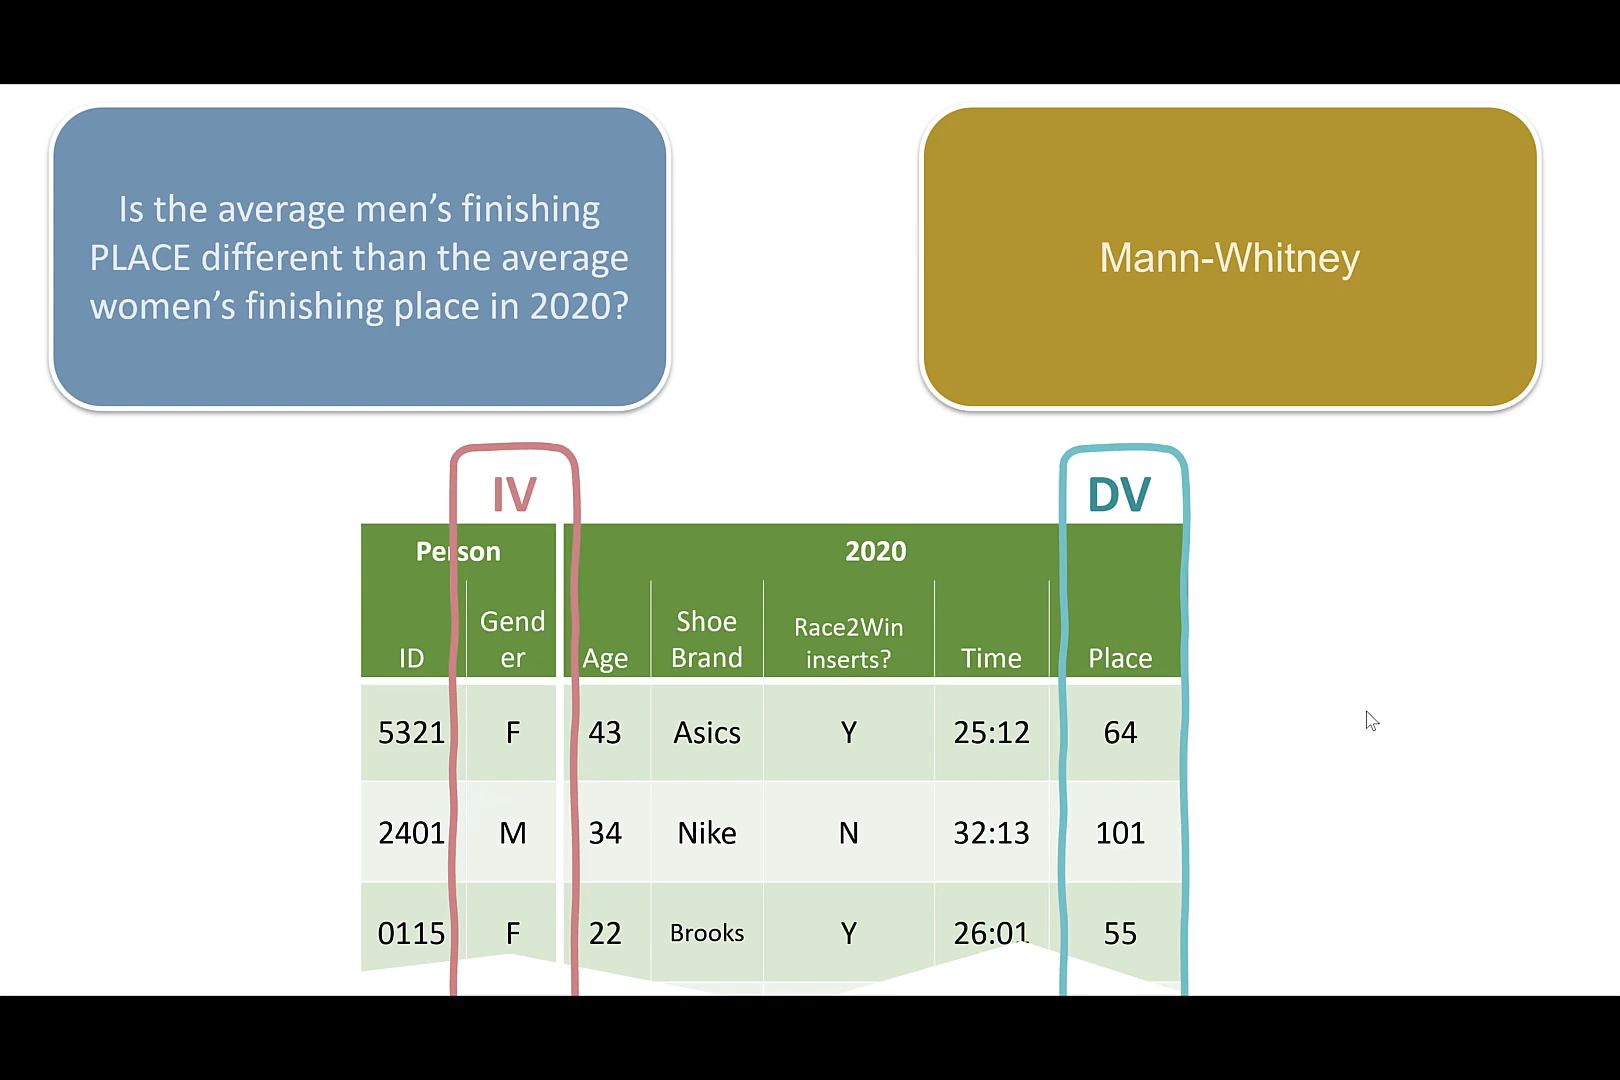 Is the average men’s finishing
PLACE different than the average
women’s finishing place in 2020?
Mann-Whitney
IV
DV
Person
2020
ID
Gend
er
Age
Shoe
Brand
Race2Win
inserts?
Time
Place
5321 F 43 Asics Y 25:12 64
2401 M 34 Nike N 32:13 101
0115 F 22 Brooks Y 26:01 55